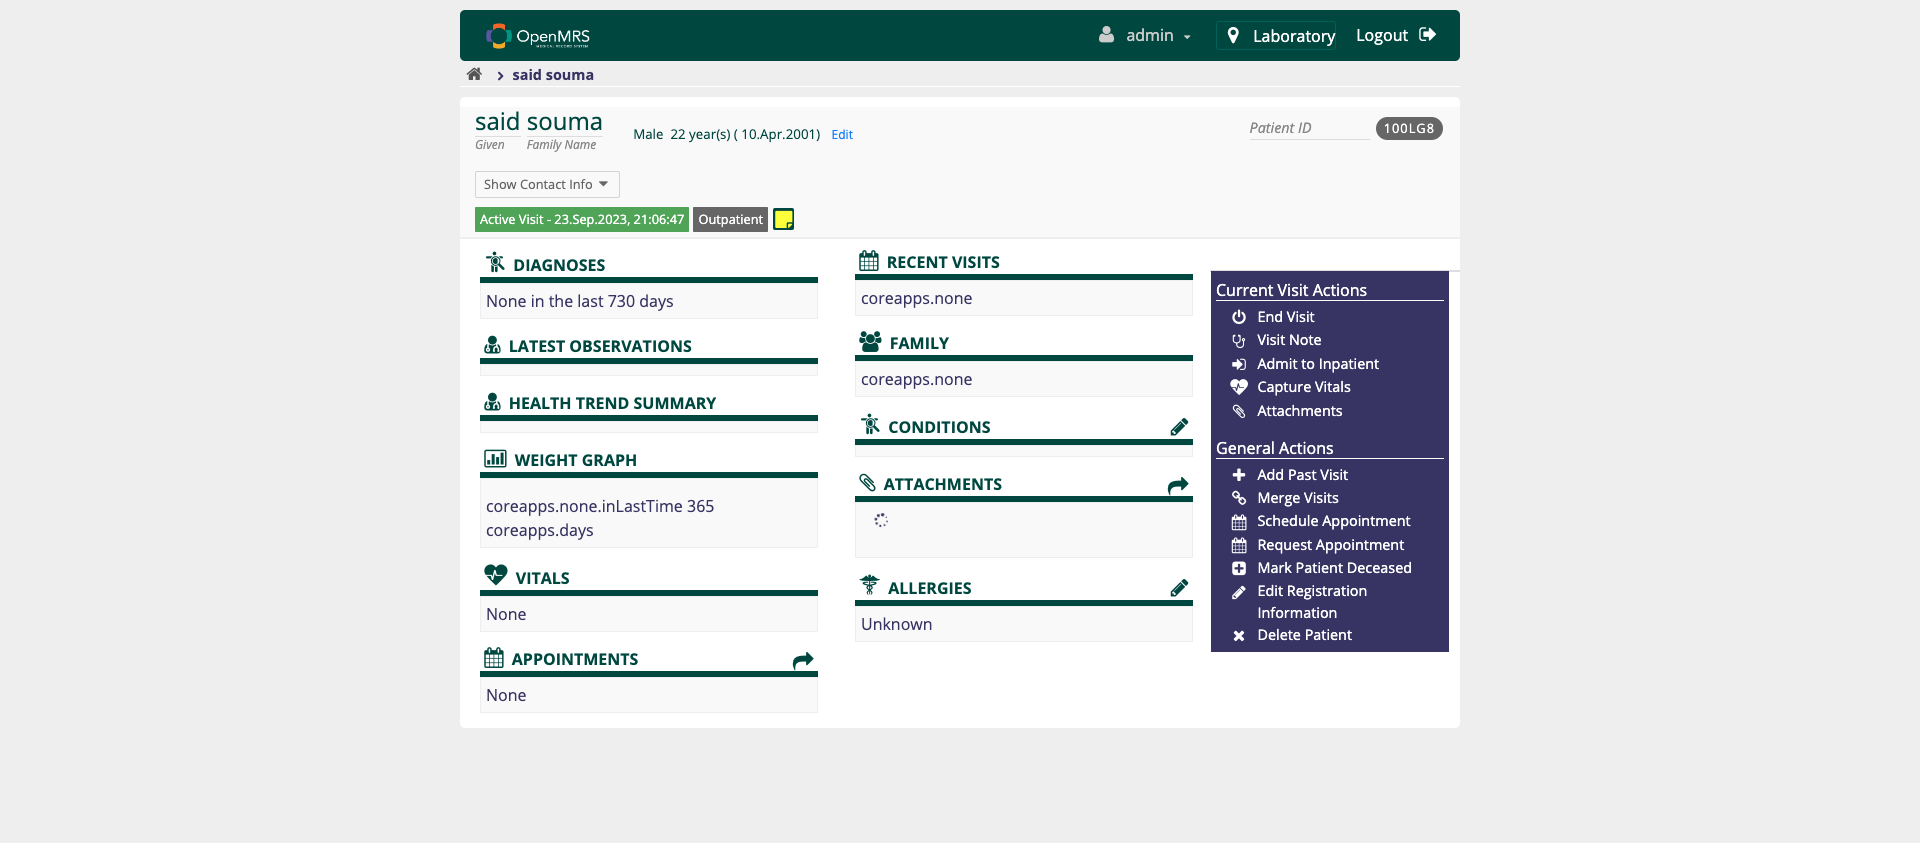 OpenMRS
MEDICAL RECORD SYSTEM
admin
Laboratory
Logout
said souma
said souma
Given Family Name
Male 22 year(s) ( 10.Apr.2001) Edit
Patient ID 100LG8
Show Contact Info
Active Visit - 23.Sep.2023, 21:06:47 Outpatient
DIAGNOSES
None in the last 730 days
LATEST OBSERVATIONS
HEALTH TREND SUMMARY
WEIGHT GRAPH
coreapps.none.inLastTime 365
coreapps.days
VITALS
None
APPOINTMENTS
None
RECENT VISITS
coreapps.none
FAMILY
coreapps.none
CONDITIONS
ATTACHMENTS
ALLERGIES
Unknown
Current Visit Actions
End Visit
Visit Note
Admit to Inpatient
Capture Vitals
Attachments
General Actions
Add Past Visit
Merge Visits
Schedule Appointment
Request Appointment
Mark Patient Deceased
Edit Registration
Information
Delete Patient